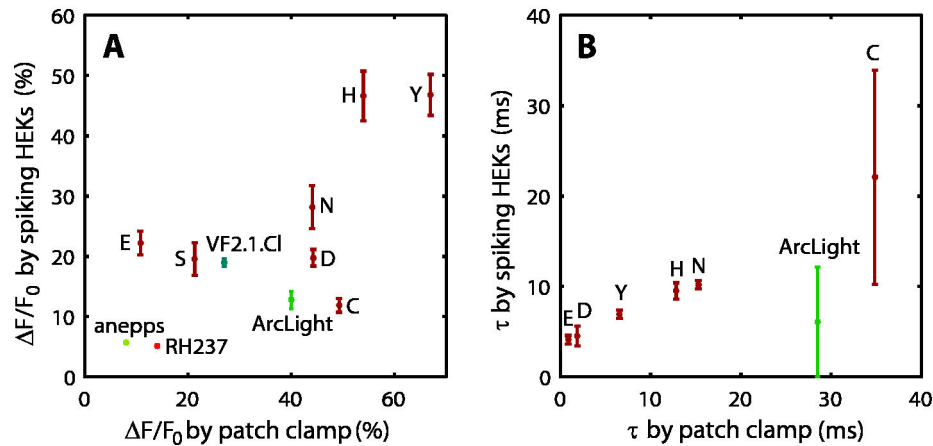 A
ΔF/F0 by spiking HEKs (%)
60
50
40
30
20
10
0
H
Y
N
E
S
VF2.1.Cl
D
ArcLight
C
anepps
RH237
0 20 40 60
ΔF/F0 by patch clamp (%)
B
τ by spiking HEKs (ms)
40
30
20
10
0
C
ArcLight
H
N
Y
E
D
0 10 20 30 40
τ by patch clamp (ms)